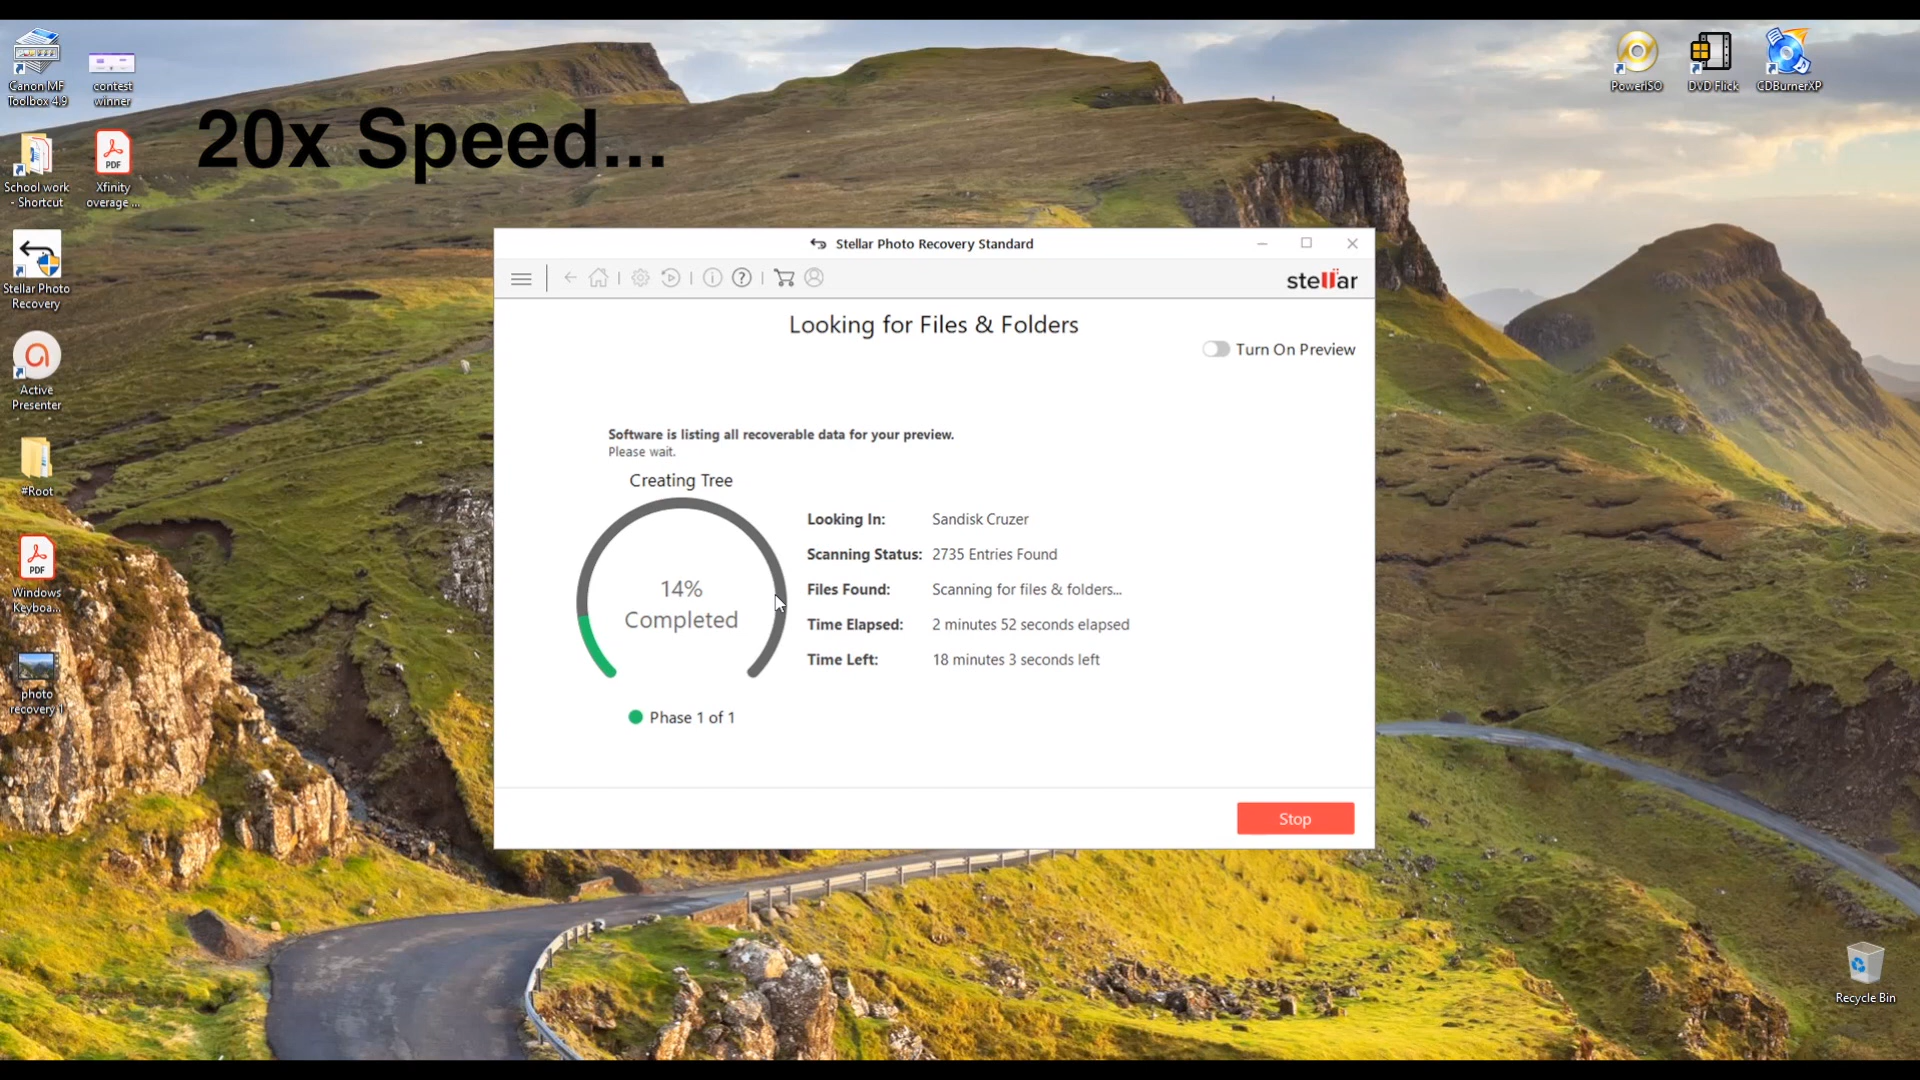 Canon MF
Toolbox 4.9
contest
winner
PowerISO
DVD Flick
CDBurnerXP
20x Speed...
PDF
School work
- Shortcut
Xfinity
overage ...
Stellar Photo
Recovery
Active
Presenter
#Root
PDF
Windows
Keyboa...
photo
recovery 1
Stellar Photo Recovery Standard
stellar
Looking for Files & Folders
Turn On Preview
Software is listing all recoverable data for your preview.
Please wait.
Creating Tree
14%
Completed
Looking In: Sandisk Cruzer
Scanning Status: 2735 Entries Found
Files Found: Scanning for files & folders...
Time Elapsed: 2 minutes 52 seconds elapsed
Time Left: 18 minutes 3 seconds left
Phase 1 of 1
Stop
Recycle Bin